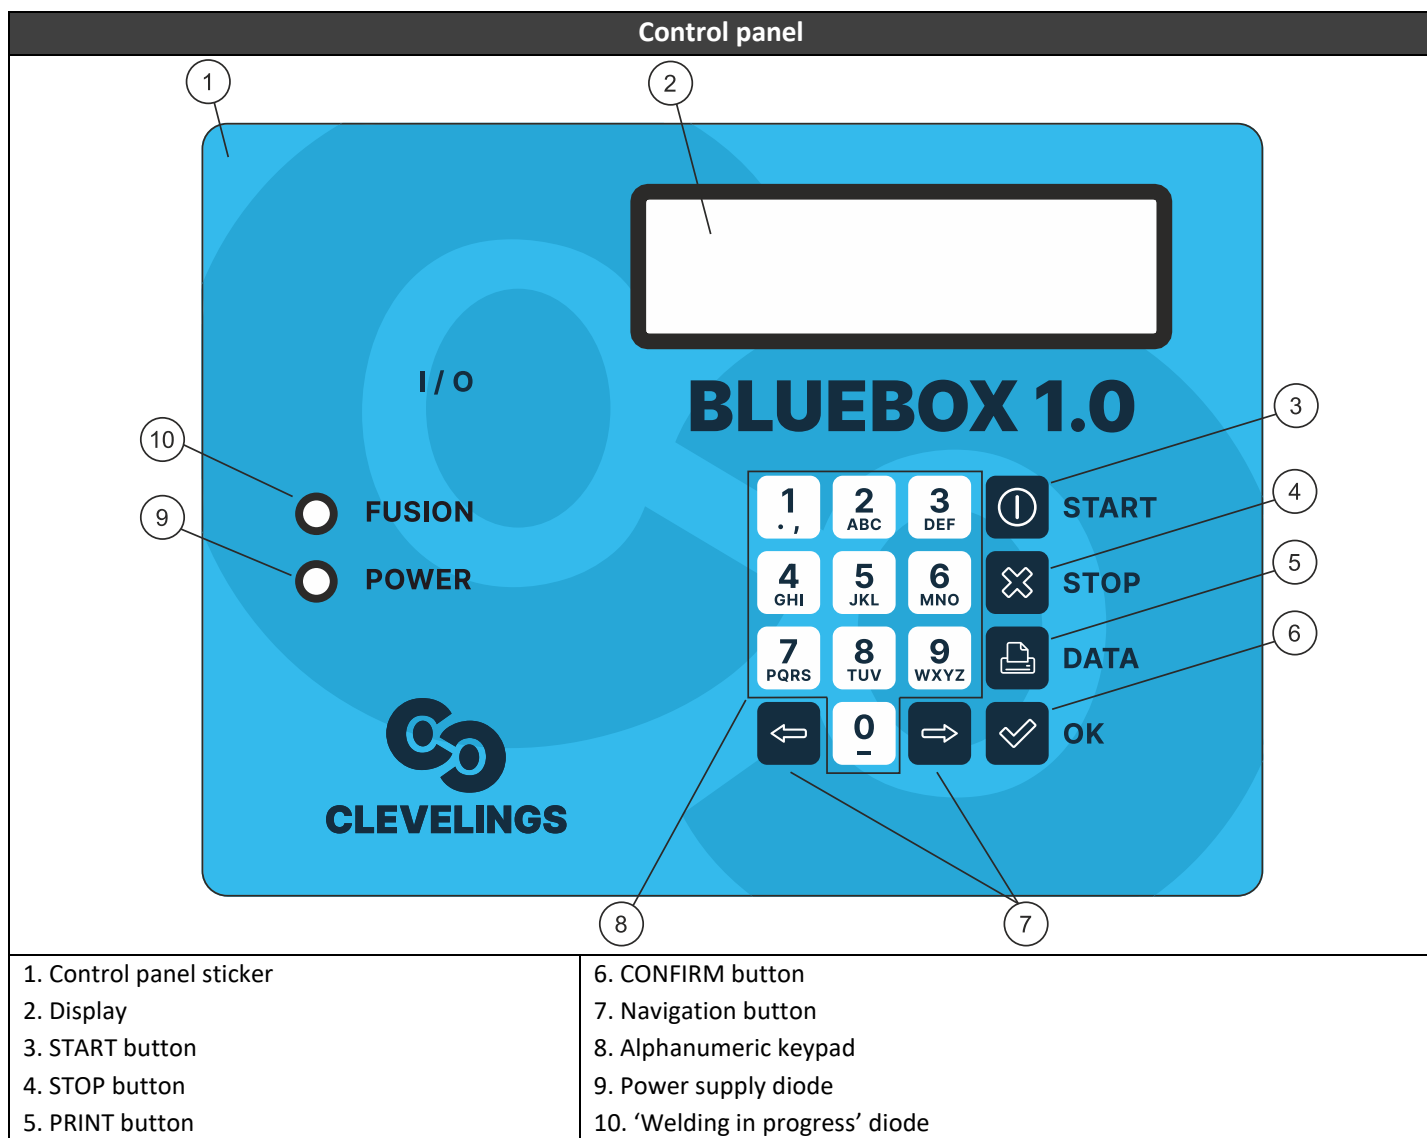 Control panel
1
2
I / O
BLUEBOX 1.0
3
10
4
9
FUSION
POWER
1
. ,
2
ABC
3
DEF
START
4
GHI
5
JKL
6
MNO
STOP
5
7
PQRS
8
TUV
9
WXYZ
DATA
6
0
_
OK
CLEVELINGS
8
7
1. Control panel sticker
2. Display
3. START button
4. STOP button
5. PRINT button
6. CONFIRM button
7. Navigation button
8. Alphanumeric keypad
9. Power supply diode
10. ‘Welding in progress’ diode